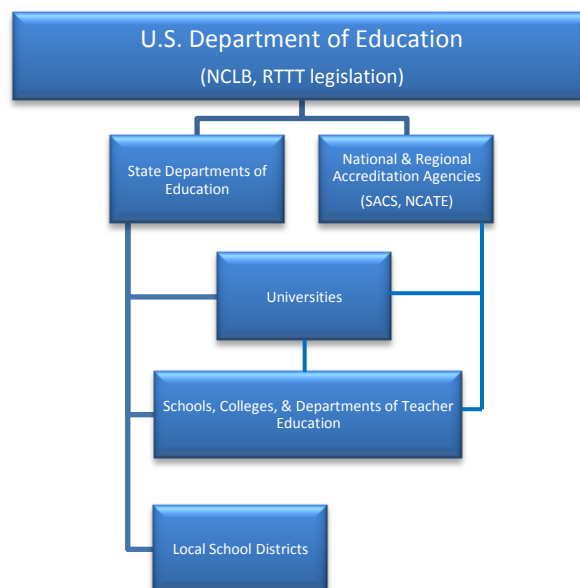 U.S. Department of Education
(NCLB, RTTT legislation)
State Departments of
Education
National & Regional
Accreditation Agencies
(SACS, NCATE)
Universities
Schools, Colleges, & Departments of Teacher
Education
Local School Districts